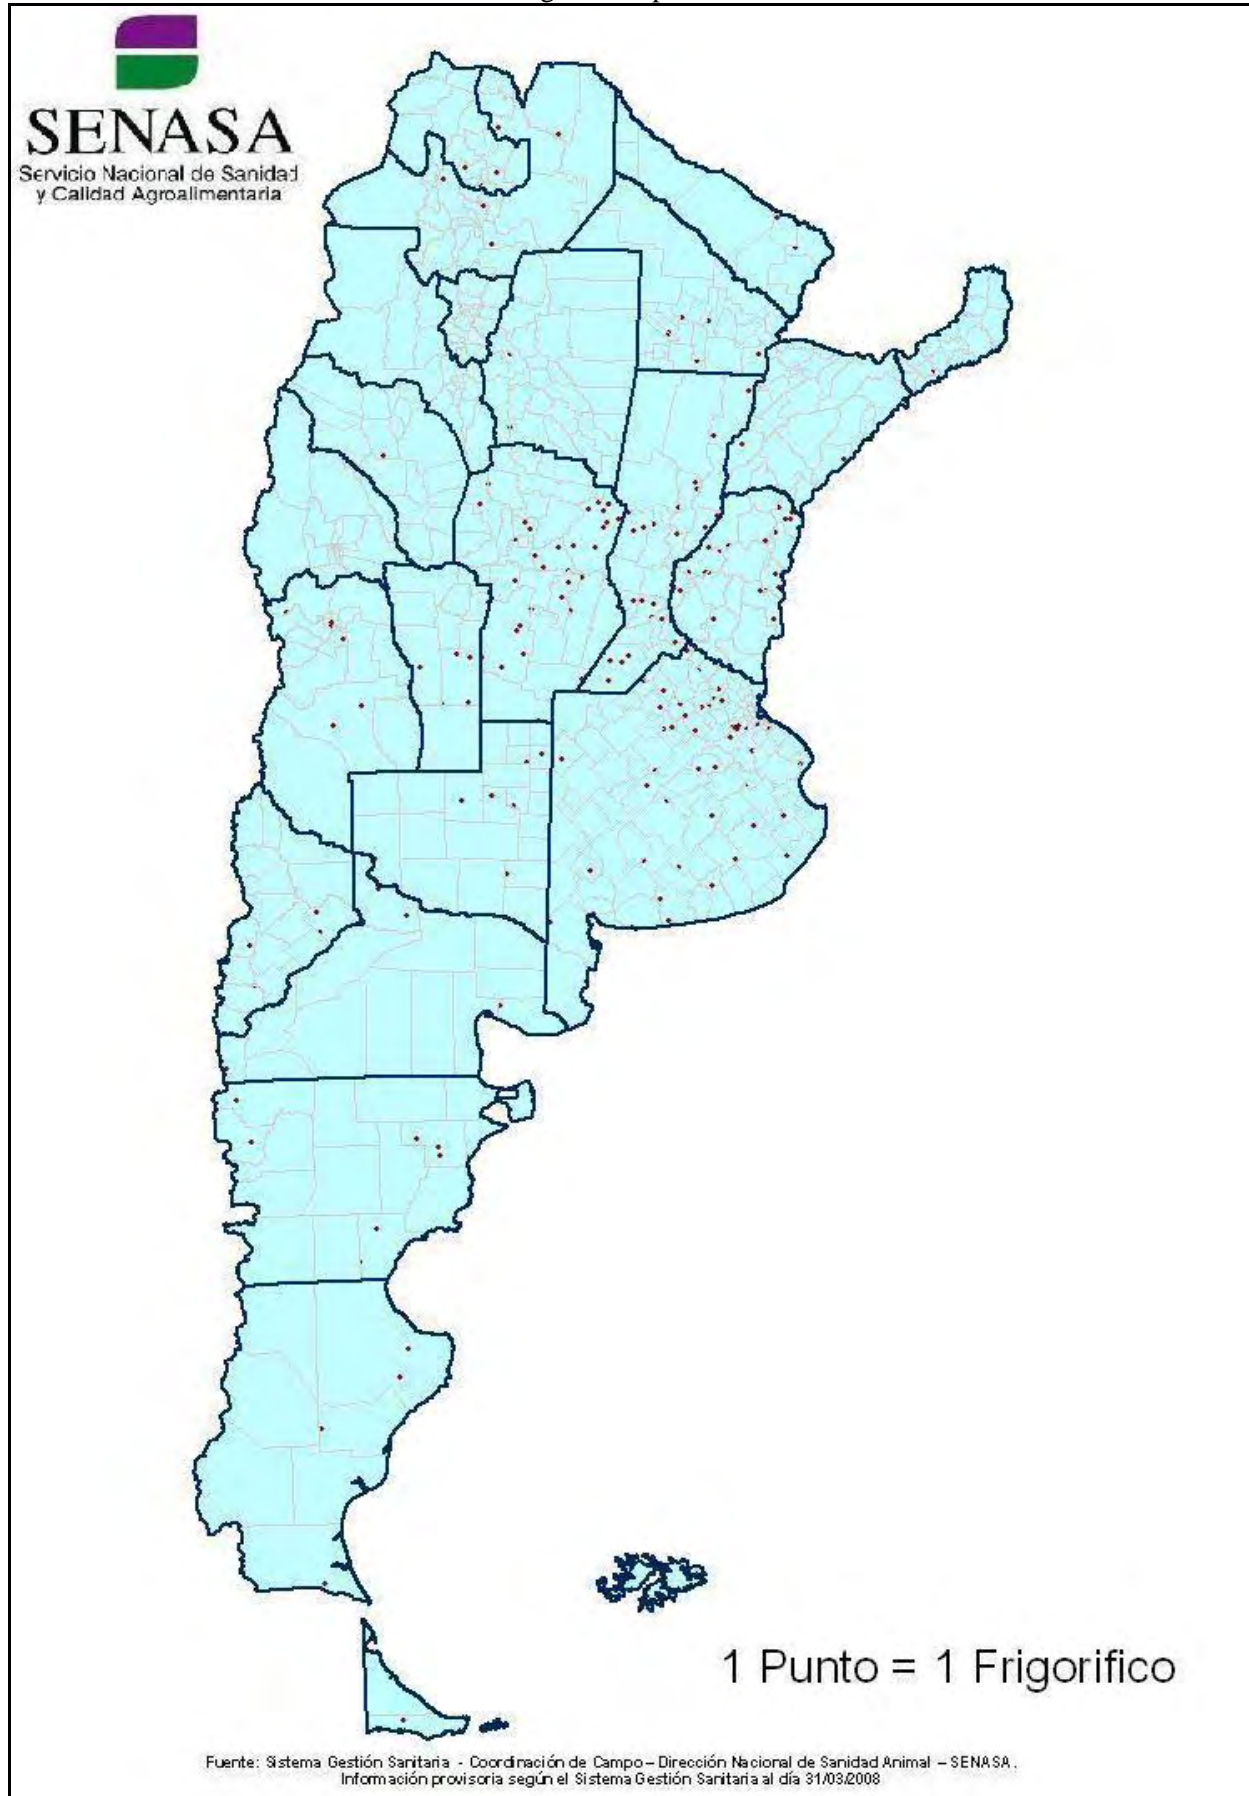 SENASA
Servicio Nacional de Sanidad
y Calidad Agroalimentaria
1 Punto = 1 Frigorifico
Fuente: Sistema Gestión Sanitaria - Coordinación de Campo – Dirección Nacional de Sanidad Animal – SENASA.
Información provisoria según el Sistema Gestión Sanitaria al día 31/03/2008